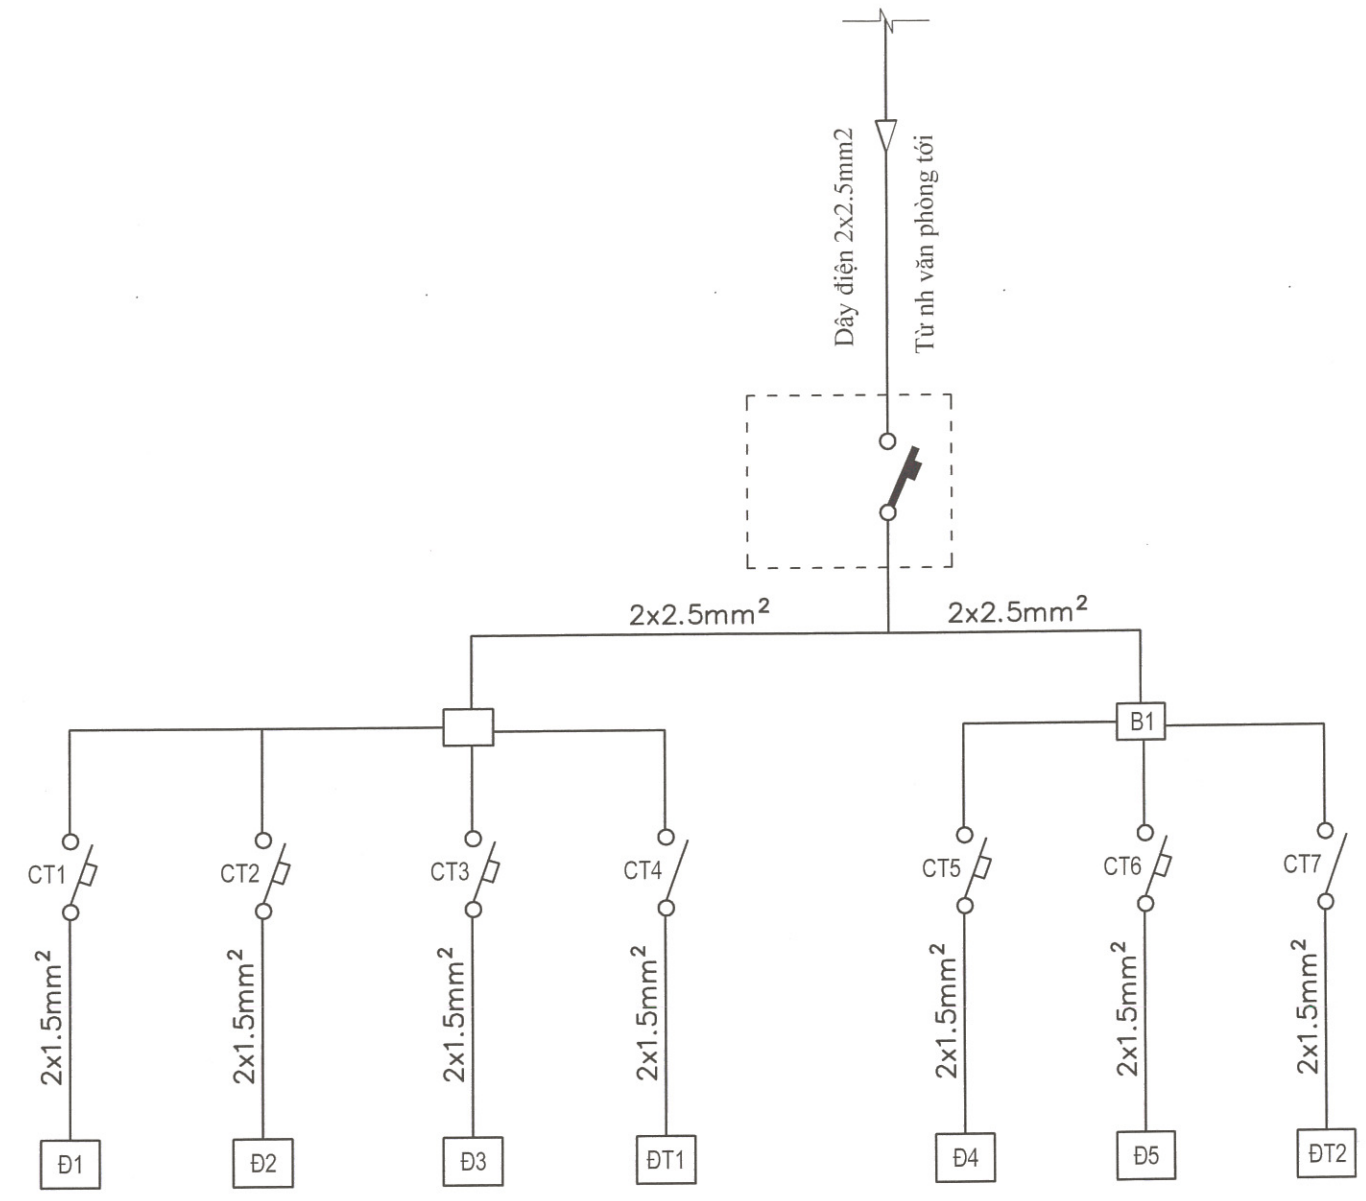 Dây điện 2x2.5mm2
Từ nh văn phòng tới
2x2.5mm²
2x2.5mm²
B1
CT1
CT2
CT3
CT4
CT5
CT6
CT7
2x1.5mm²
2x1.5mm²
2x1.5mm²
2x1.5mm²
2x1.5mm²
2x1.5mm²
2x1.5mm²
Đ1
Đ2
Đ3
ĐT1
Đ4
Đ5
ĐT2